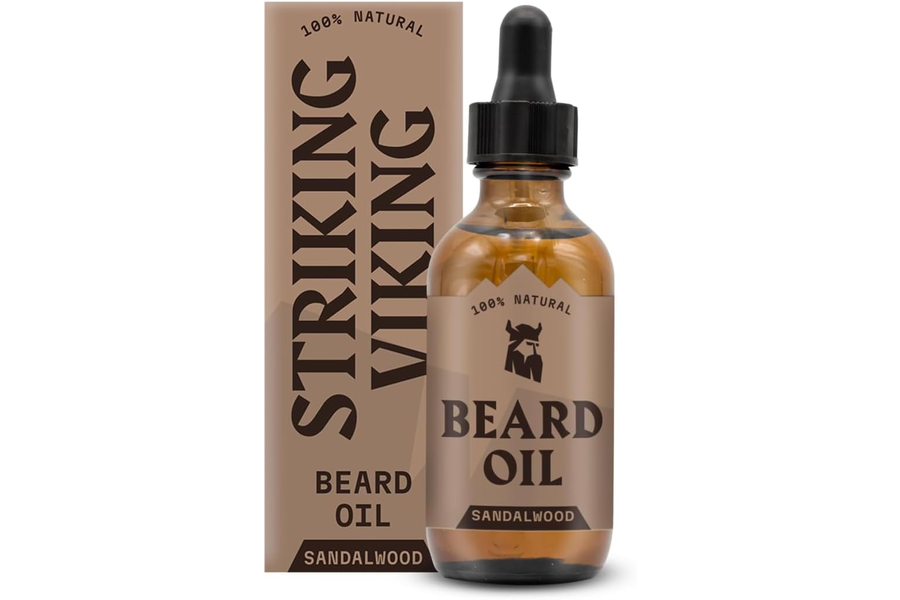 100% NATURAL
STRIKING
VIKING
BEARD
OIL
SANDALWOOD
100% NATURAL
BEARD
OIL
SANDALWOOD